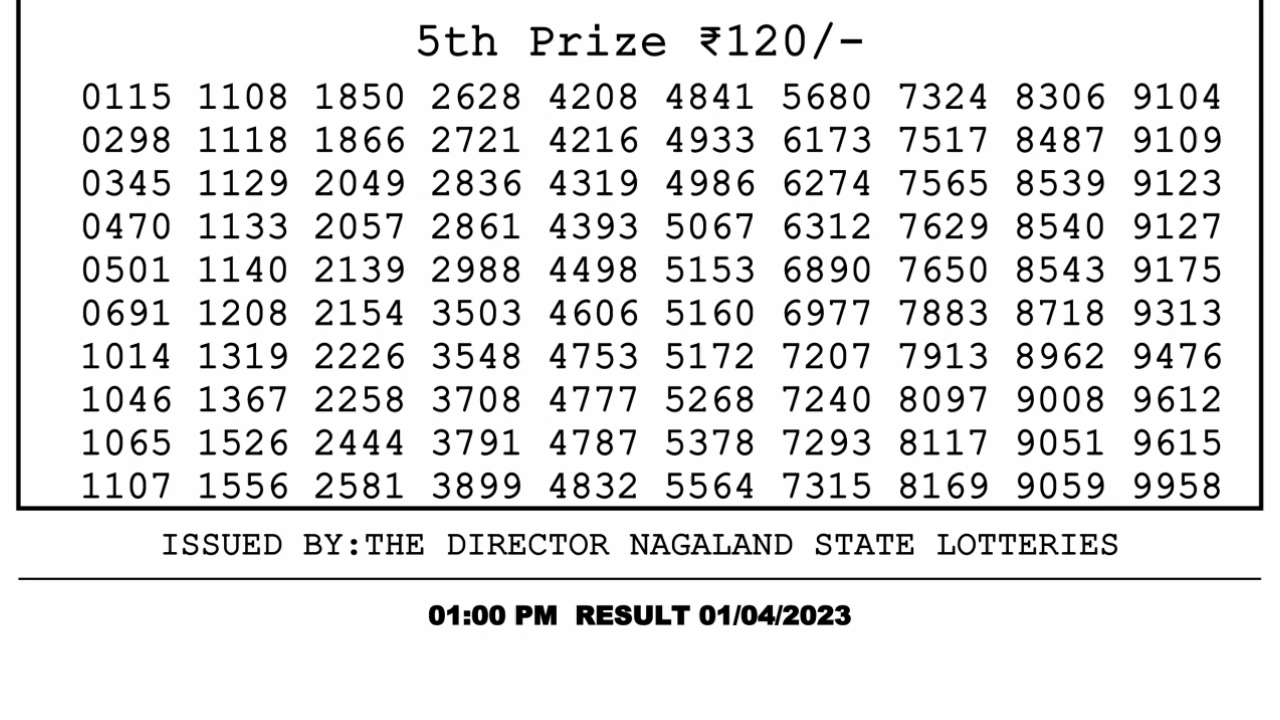 5th Prize ₹120/-
0115 1108 1850 2628 4208 4841 5680 7324 8306 9104
0298 1118 1866 2721 4216 4933 6173 7517 8487 9109
0345 1129 2049 2836 4319 4986 6274 7565 8539 9123
0470 1133 2057 2861 4393 5067 6312 7629 8540 9127
0501 1140 2139 2988 4498 5153 6890 7650 8543 9175
0691 1208 2154 3503 4606 5160 6977 7883 8718 9313
1014 1319 2226 3548 4753 5172 7207 7913 8962 9476
1046 1367 2258 3708 4777 5268 7240 8097 9008 9612
1065 1526 2444 3791 4787 5378 7293 8117 9051 9615
1107 1556 2581 3899 4832 5564 7315 8169 9059 9958
ISSUED BY:THE DIRECTOR NAGALAND STATE LOTTERIES
01:00 PM RESULT 01/04/2023